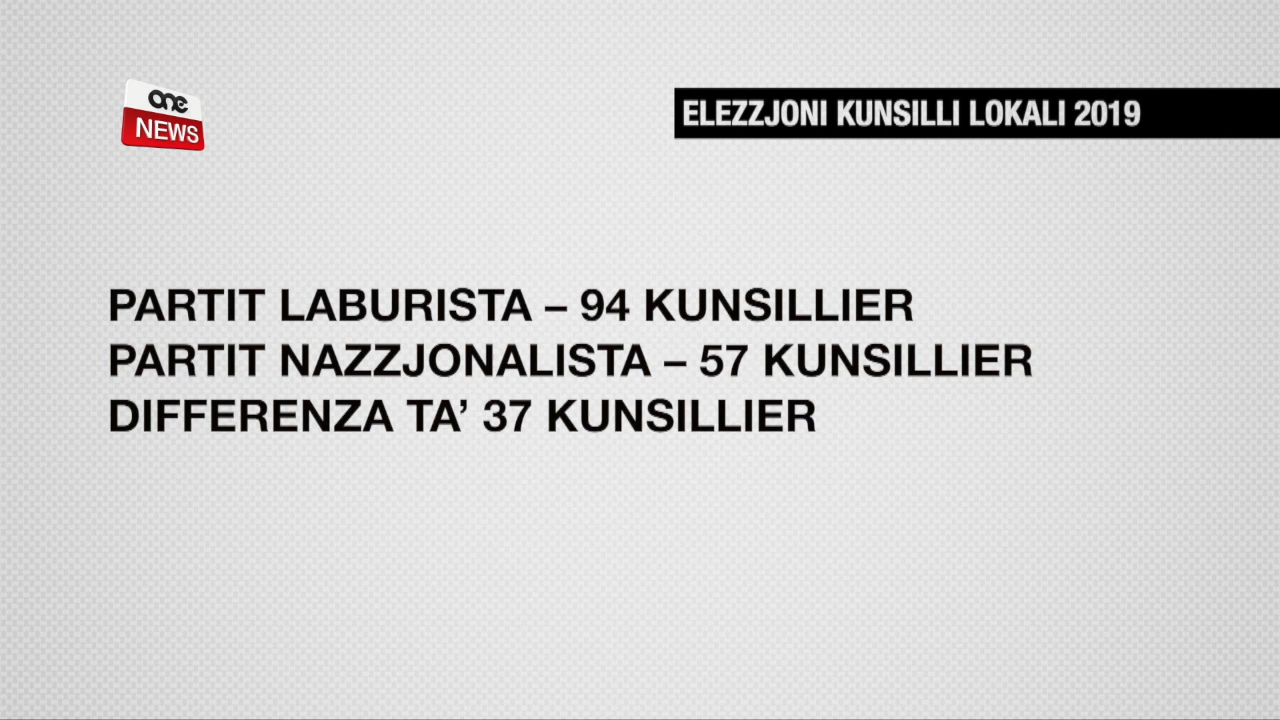 one
NEWS
ELEZZJONI KUNSILLI LOKALI 2019
PARTIT LABURISTA – 94 KUNSILLIER
PARTIT NAZZJONALISTA – 57 KUNSILLIER
DIFFERENZA TA’ 37 KUNSILLIER